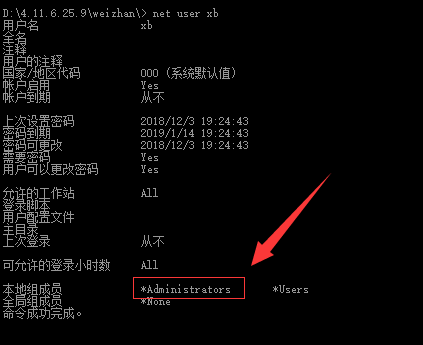 D:\4.11.6.25.9\weizhan\> net user xb
用户名 xb
全名
注释
用户的注释
国家/地区代码 000 (系统默认值)
帐户启用 Yes
帐户到期 从不
上次设置密码 2018/12/3 19:24:43
密码到期 2019/1/14 19:24:43
密码可更改 2018/12/3 19:24:43
需要密码 Yes
用户可以更改密码 Yes
允许的工作站 All
登录脚本
用户配置文件
主目录
上次登录 从不
可允许的登录小时数 All
本地组成员 *Administrators *Users
全局组成员 *None
命令成功完成。